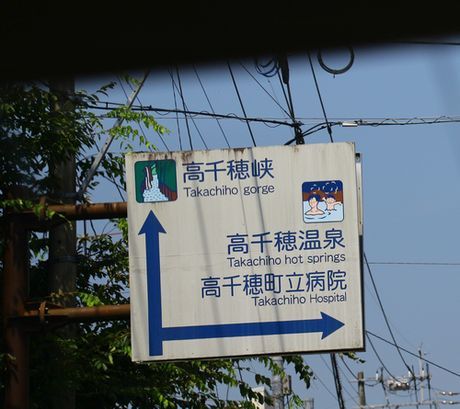 高千穂峡
Takachiho gorge
高千穂温泉
Takachiho hot springs
高千穂町立病院
Takachiho Hospital